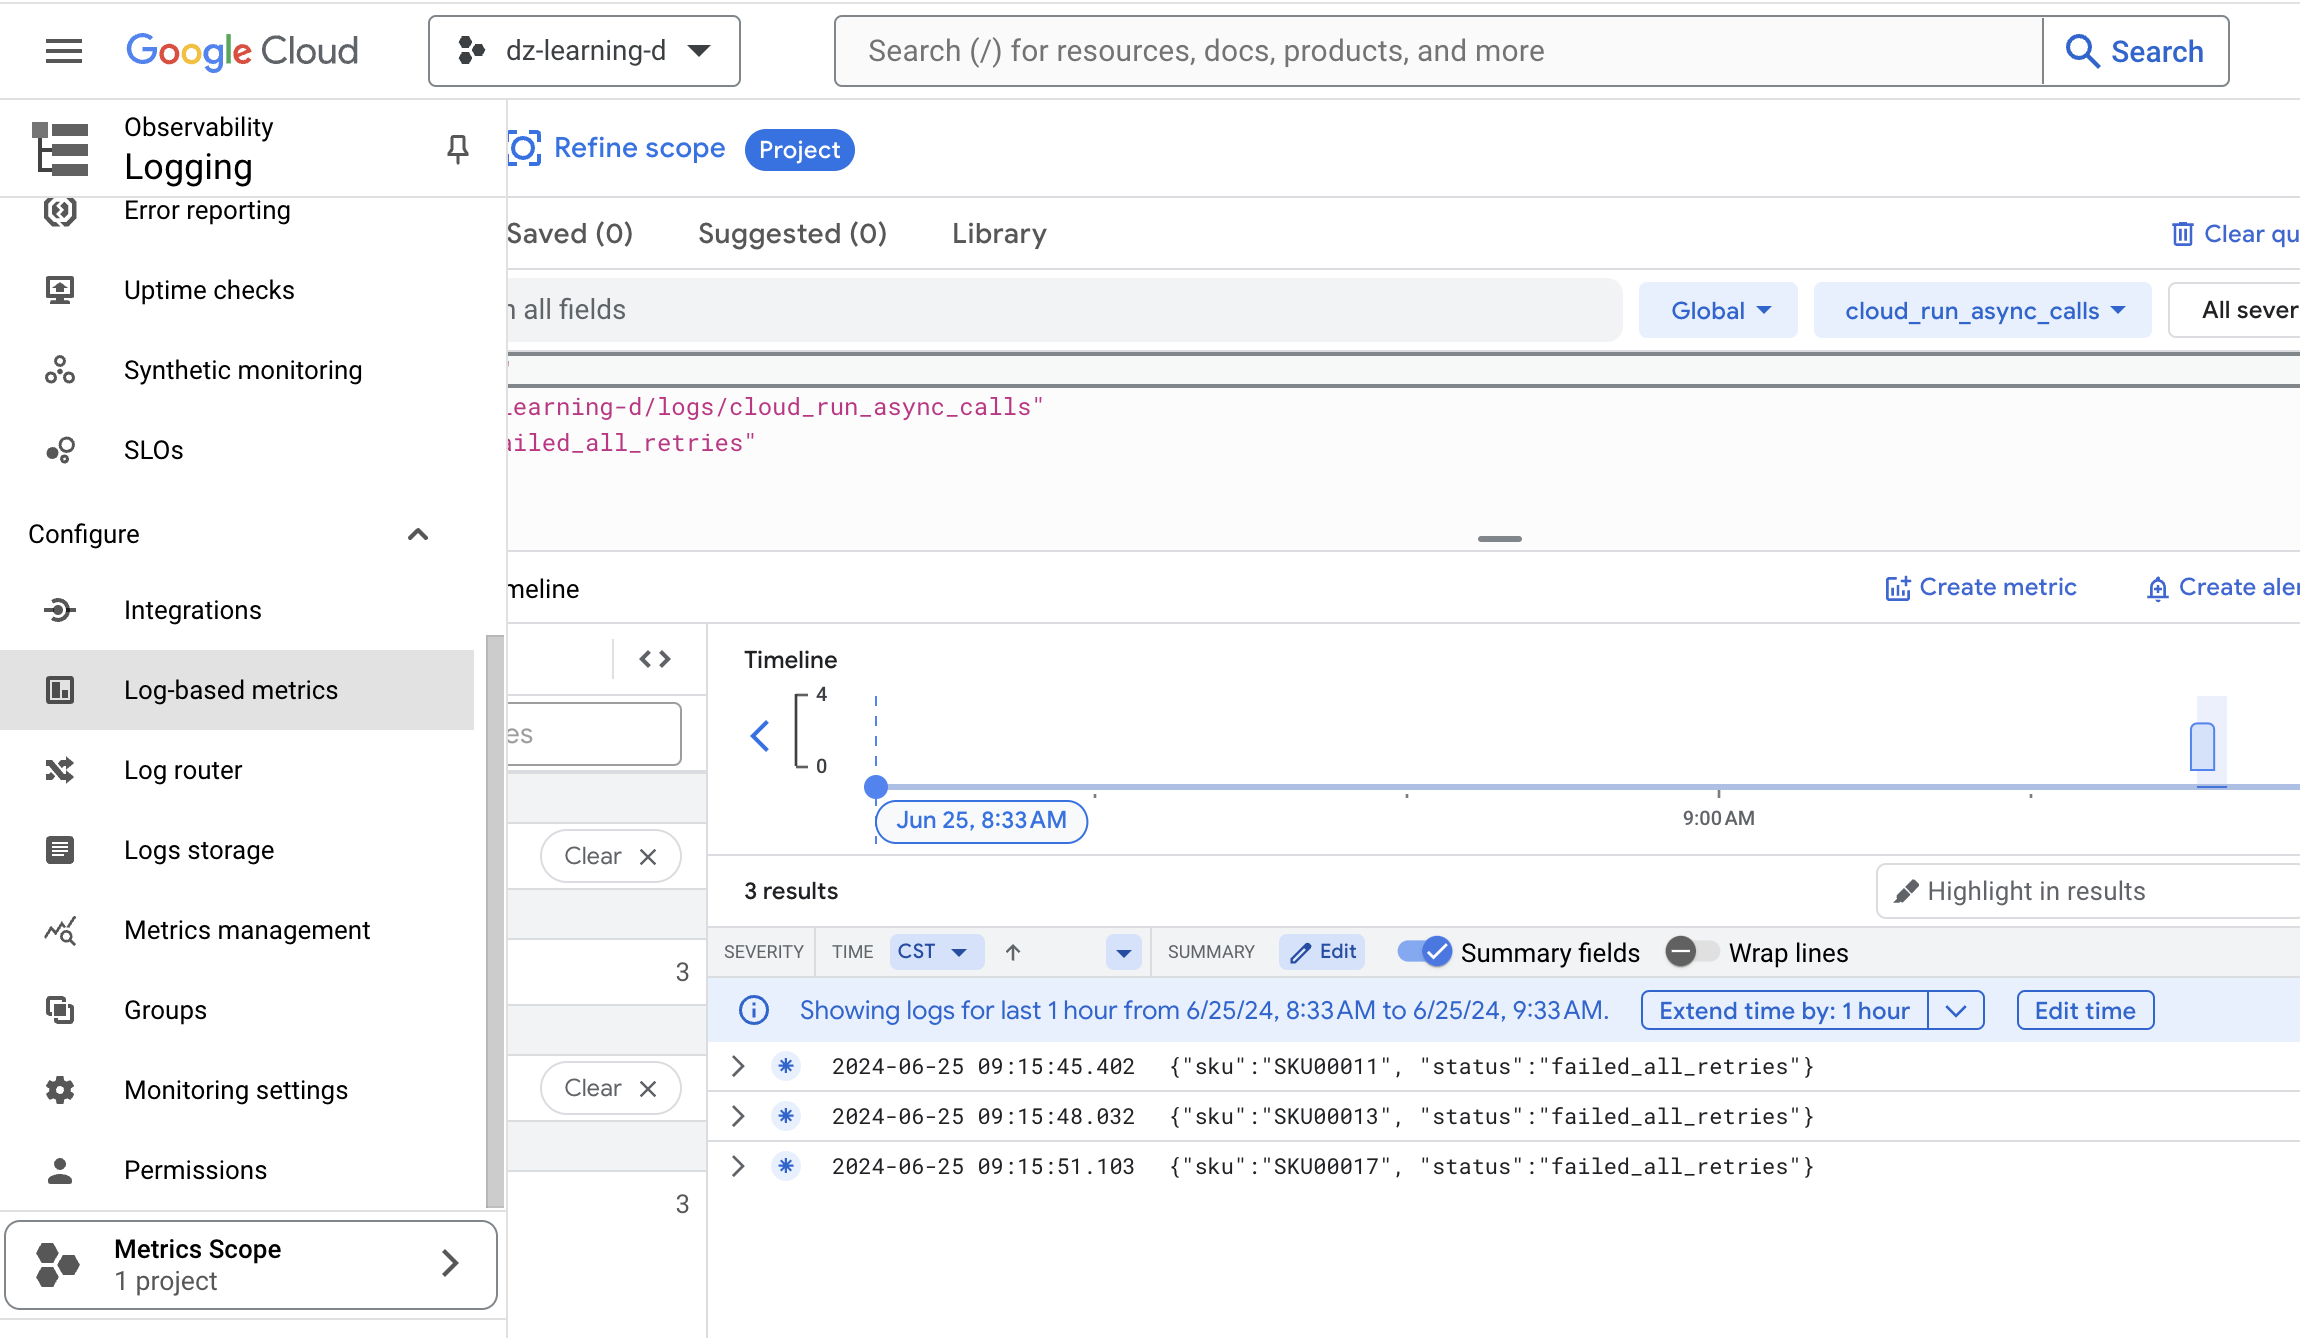 Google Cloud
dz-learning-d
Search (/) for resources, docs, products, and more
Search
Observability
Logging
Refine scope
Project
Error reporting
Saved (0)
Suggested (0)
Library
Clear qu
Uptime checks
all fields
Global
cloud_run_async_calls
All sever
Synthetic monitoring
"
learning-d/logs/cloud_run_async_calls"
ailed_all_retries"
SLOs
Configure
meline
Create metric
Create aler
Integrations
Timeline
Log-based metrics
4
0
es
Log router
Jun 25, 8:33 AM
9:00 AM
Logs storage
Clear
3 results
Highlight in results
Metrics management
SEVERITY
TIME
CST
SUMMARY
Edit
Summary fields
Wrap lines
3
Groups
Showing logs for last 1 hour from 6/25/24, 8:33 AM to 6/25/24, 9:33 AM.
Extend time by: 1 hour
Edit time
2024-06-25 09:15:45.402 {"sku":"SKU00011", "status":"failed_all_retries"}
Monitoring settings
Clear
2024-06-25 09:15:48.032 {"sku":"SKU00013", "status":"failed_all_retries"}
Permissions
2024-06-25 09:15:51.103 {"sku":"SKU00017", "status":"failed_all_retries"}
3
Metrics Scope
1 project